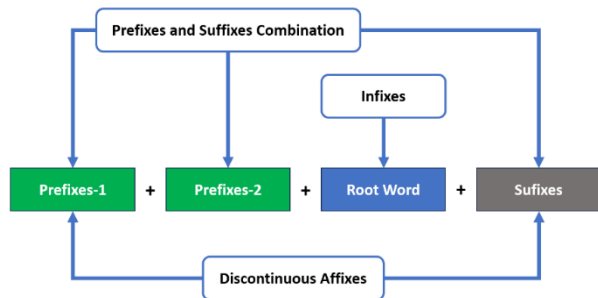 Prefixes and Suffixes Combination
Infixes
Prefixes-1 + Prefixes-2 + Root Word + Sufixes
Discontinuous Affixes